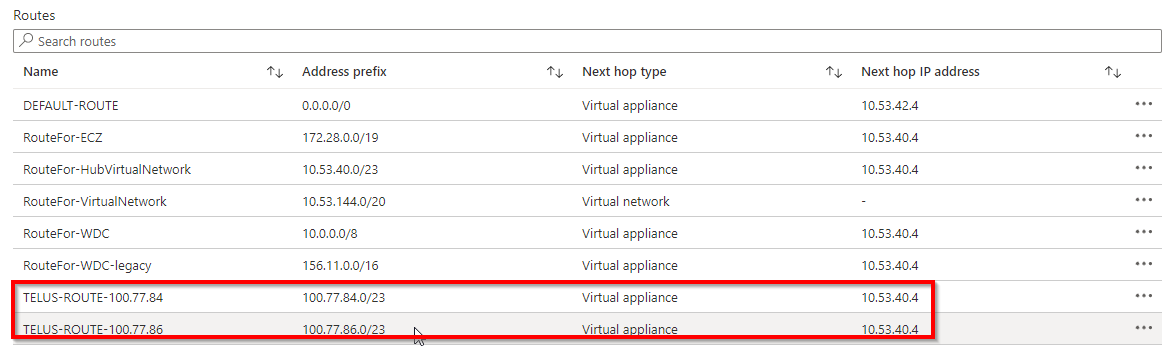 Routes
Search routes
Name Address prefix Next hop type Next hop IP address
DEFAULT-ROUTE 0.0.0.0/0 Virtual appliance 10.53.42.4
RouteFor-ECZ 172.28.0.0/19 Virtual appliance 10.53.40.4
RouteFor-HubVirtualNetwork 10.53.40.0/23 Virtual appliance 10.53.40.4
RouteFor-VirtualNetwork 10.53.144.0/20 Virtual network -
RouteFor-WDC 10.0.0.0/8 Virtual appliance 10.53.40.4
RouteFor-WDC-legacy 156.11.0.0/16 Virtual appliance 10.53.40.4
TELUS-ROUTE-100.77.84 100.77.84.0/23 Virtual appliance 10.53.40.4
TELUS-ROUTE-100.77.86 100.77.86.0/23 Virtual appliance 10.53.40.4